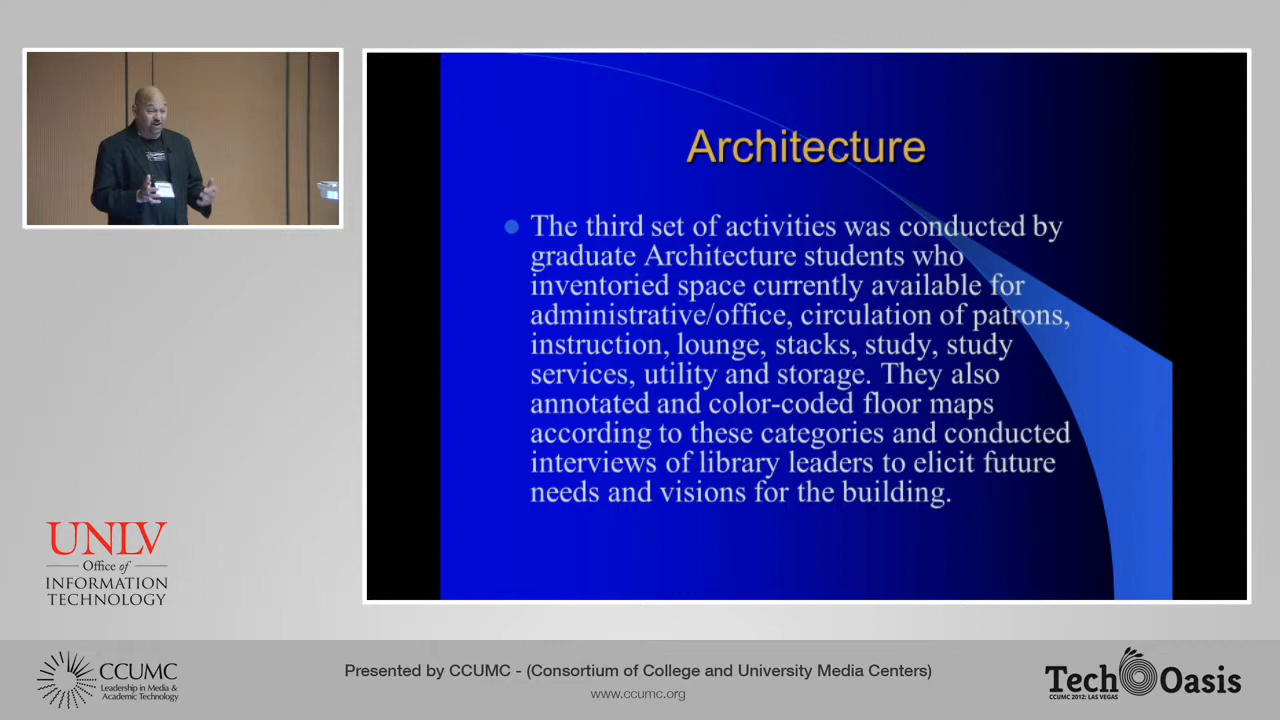 Architecture
The third set of activities was conducted by
graduate Architecture students who
inventoried space currently available for
administrative/office, circulation of patrons,
instruction, lounge, stacks, study, study
services, utility and storage. They also
annotated and color-coded floor maps
according to these categories and conducted
interviews of library leaders to elicit future
needs and visions for the building.
UNLV
Office of
INFORMATION
TECHNOLOGY
CCUMC
Leadership in Media &
Academic Technology
Presented by CCUMC - (Consortium of College and University Media Centers)
www.ccumc.org
Tech Oasis
CCUMC 2012: LAS VEGAS